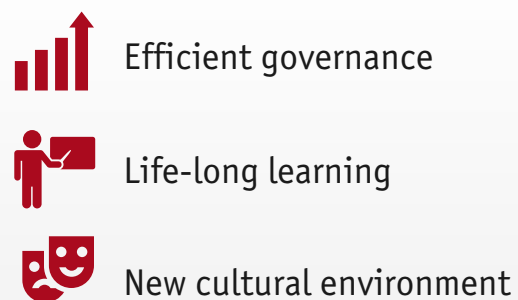 Efficient governance
Life-long learning
New cultural environment